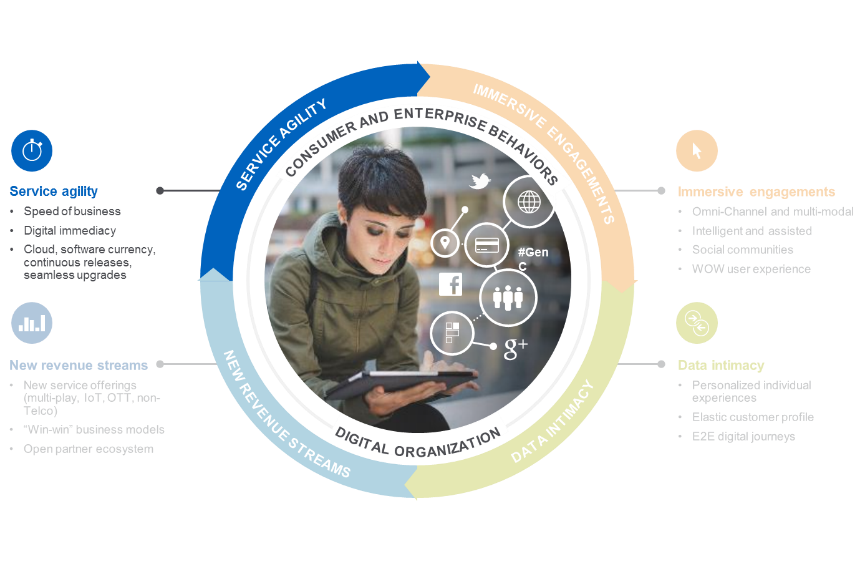 SERVICE AGILITY
IMMERSIVE ENGAGEMENTS
CONSUMER AND ENTERPRISE BEHAVIORS
Service agility
• Speed of business
• Digital immediacy
• Cloud, software currency,
continuous releases,
seamless upgrades
New revenue streams
• New service offerings
(multi-play, IoT, OTT, non-
Telco)
• “Win-win” business models
• Open partner ecosystem
#Gen
C
f
g+
Immersive engagements
• Omni-Channel and multi-modal
• Intelligent and assisted
• Social communities
• WOW user experience
Data intimacy
• Personalized individual
experiences
• Elastic customer profile
• E2E digital journeys
NEW REVENUE STREAMS
DIGITAL ORGANIZATION
DATA INTIMACY